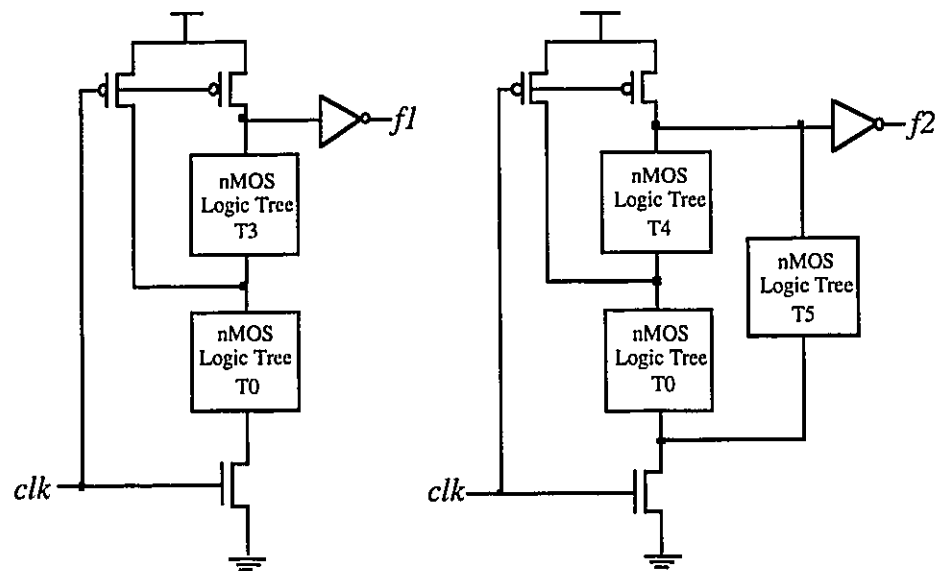 f1
nMOS
Logic Tree
T3
nMOS
Logic Tree
T0
clk
f2
nMOS
Logic Tree
T4
nMOS
Logic Tree
T5
nMOS
Logic Tree
T0
clk